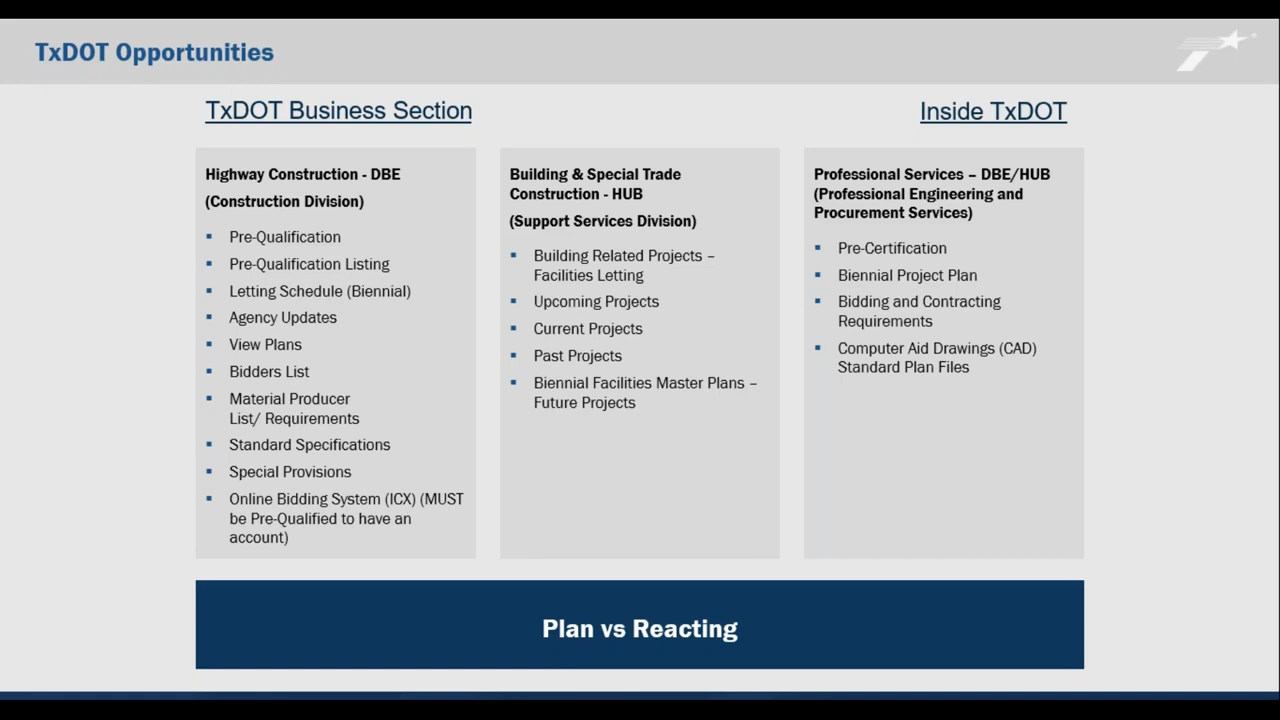 TxDOT Opportunities
TxDOT Business Section
Inside TxDOT
Highway Construction - DBE
(Construction Division)
Pre-Qualification
Pre-Qualification Listing
Letting Schedule (Biennial)
Agency Updates
View Plans
Bidders List
Material Producer
List/ Requirements
Standard Specifications
Special Provisions
Online Bidding System (ICX) (MUST
be Pre-Qualified to have an
account)
Building & Special Trade
Construction - HUB
(Support Services Division)
Building Related Projects –
Facilities Letting
Upcoming Projects
Current Projects
Past Projects
Biennial Facilities Master Plans –
Future Projects
Professional Services – DBE/HUB
(Professional Engineering and
Procurement Services)
Pre-Certification
Biennial Project Plan
Bidding and Contracting
Requirements
Computer Aid Drawings (CAD)
Standard Plan Files
Plan vs Reacting